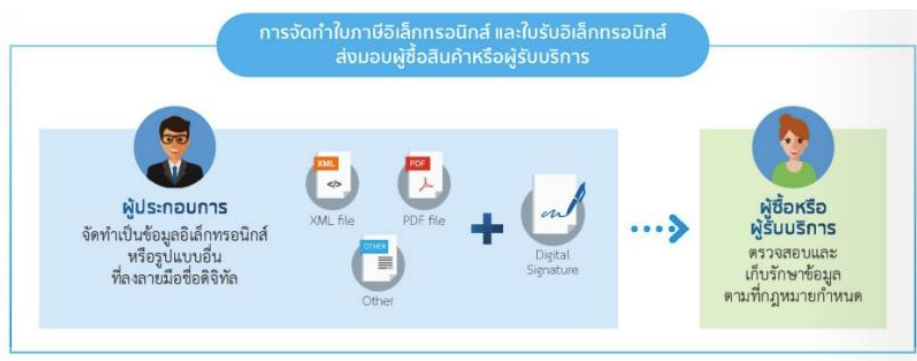 การจัดทำใบภาษีอิเล็กทรอนิกส์ และใบรับอิเล็กทรอนิกส์
ส่งมอบผู้ซื้อสินค้าหรือผู้รับบริการ
ผู้ประกอบการ
จัดทำเป็นข้อมูลอิเล็กทรอนิกส์
หรือรูปแบบอื่น
ที่ลงลายมือชื่อดิจิทัล
XML
</>
XML file
PDF
PDF file
OTHER
Other
Digital
Signature
ผู้ซื้อหรือ
ผู้รับบริการ
ตรวจสอบและ
เก็บรักษาข้อมูล
ตามที่กฎหมายกำหนด